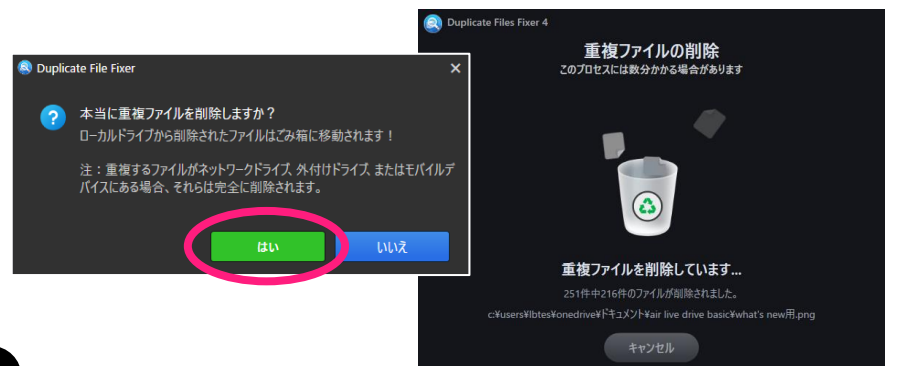 Duplicate File Fixer
本当に重複ファイルを削除しますか？
ローカルドライブから削除されたファイルはごみ箱に移動されます！
注：重複するファイルがネットワークドライブ, 外付けドライブ, またはモバイルデ
バイスにある場合、それらは完全に削除されます。
はい
いいえ
Duplicate Files Fixer 4
重複ファイルの削除
このプロセスには数分かかる場合があります
重複ファイルを削除しています...
251件中216件のファイルが削除されました。
c:¥users¥lbtes¥onedrive¥ドキュメント¥air live drive basic¥what's new用.png
キャンセル